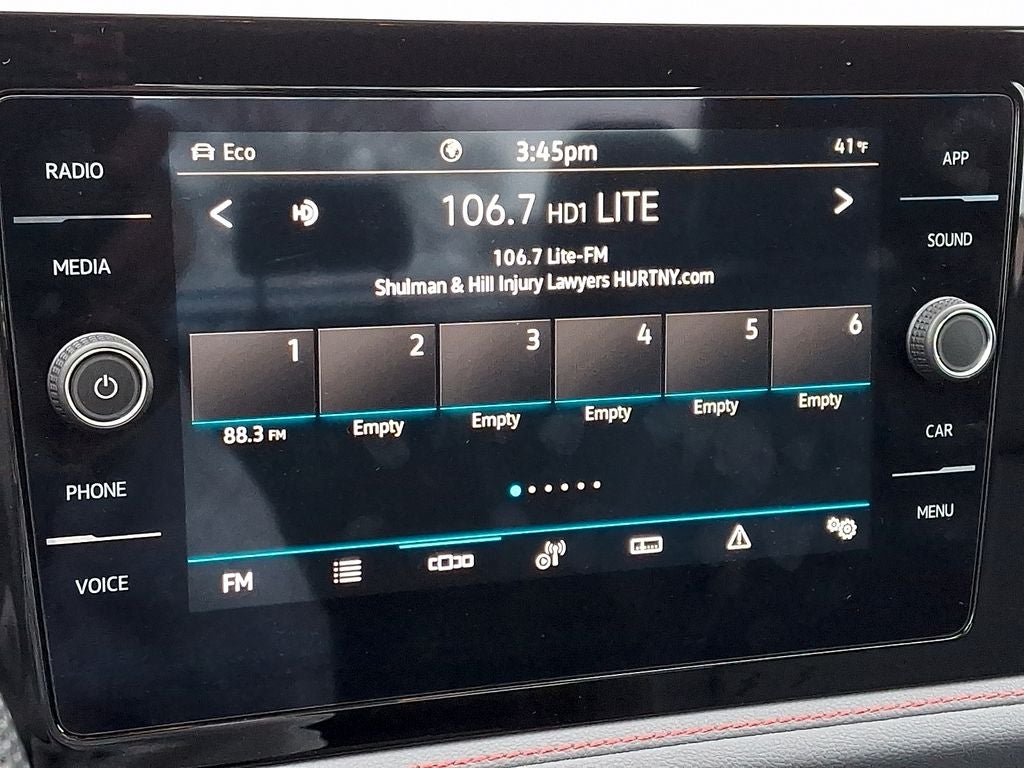 RADIO
MEDIA
PHONE
VOICE
Eco
3:45pm
41°F
HD
106.7 HD1 LITE
106.7 Lite-FM
Shulman & Hill Injury Lawyers HURTNY.com
1 2 3 4 5 6
88.3 FM Empty Empty Empty Empty Empty
FM
APP
SOUND
CAR
MENU